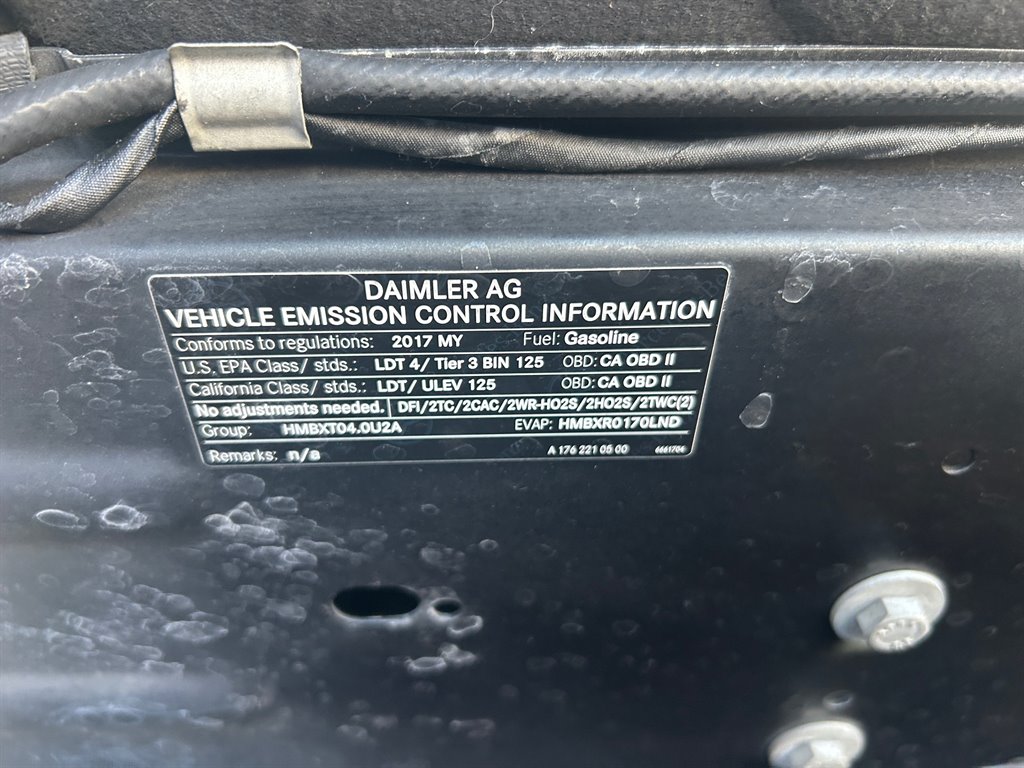 DAIMLER AG
VEHICLE EMISSION CONTROL INFORMATION
Conforms to regulations: 2017 MY Fuel: Gasoline
U.S. EPA Class/ stds.: LDT 4/ Tier 3 BIN 125 OBD: CA OBD II
California Class/ stds.: LDT/ ULEV 125 OBD: CA OBD II
No adjustments needed. DFI/2TC/2CAC/2WR-HO2S/2HO2S/2TWC(2)
Group: HMBXT04.0U2A EVAP: HMBXR0170LND
Remarks: n/a A 176 221 05 00 6661704